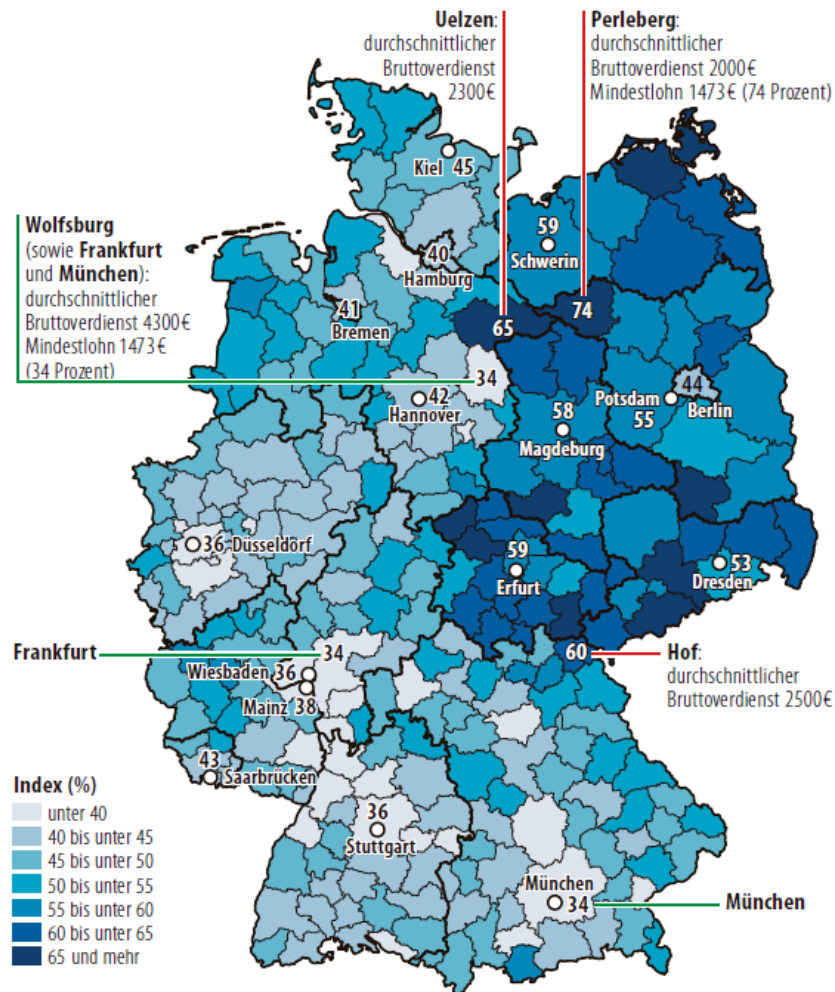 Uelzen:
durchschnittlicher
Bruttoverdienst
2300€
Perleberg:
durchschnittlicher
Bruttoverdienst 2000€
Mindestlohn 1473€ (74 Prozent)
Kiel 45
Wolfsburg
(sowie Frankfurt
und München):
durchschnittlicher
Bruttoverdienst 4300€
Mindestlohn 1473€
(34 Prozent)
59
Schwerin
40
Hamburg
41
Bremen
65
74
34
42
Hannover
58
Magdeburg
Potsdam
55
44
Berlin
36 Düsseldorf
59
Erfurt
53
Dresden
Frankfurt
34
Wiesbaden 36
Mainz 38
60
Hof:
durchschnittlicher
Bruttoverdienst 2500€
43
Saarbrücken
36
Stuttgart
München
34
München
Index (%)
unter 40
40 bis unter 45
45 bis unter 50
50 bis unter 55
55 bis unter 60
60 bis unter 65
65 und mehr